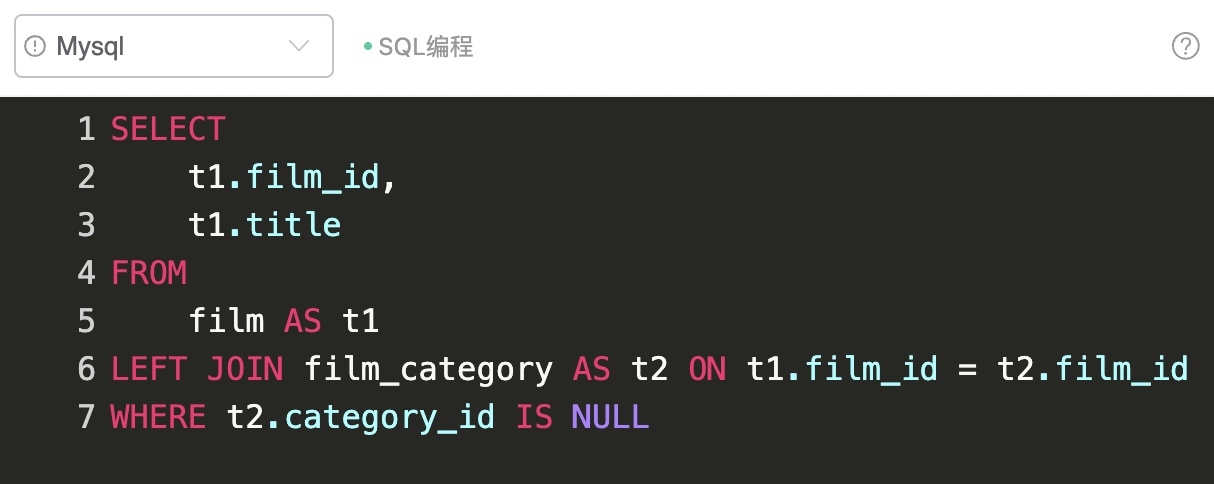 Mysql
SQL编程
1 SELECT
2     t1.film_id,
3     t1.title
4 FROM
5     film AS t1
6 LEFT JOIN film_category AS t2 ON t1.film_id = t2.film_id
7 WHERE t2.category_id IS NULL